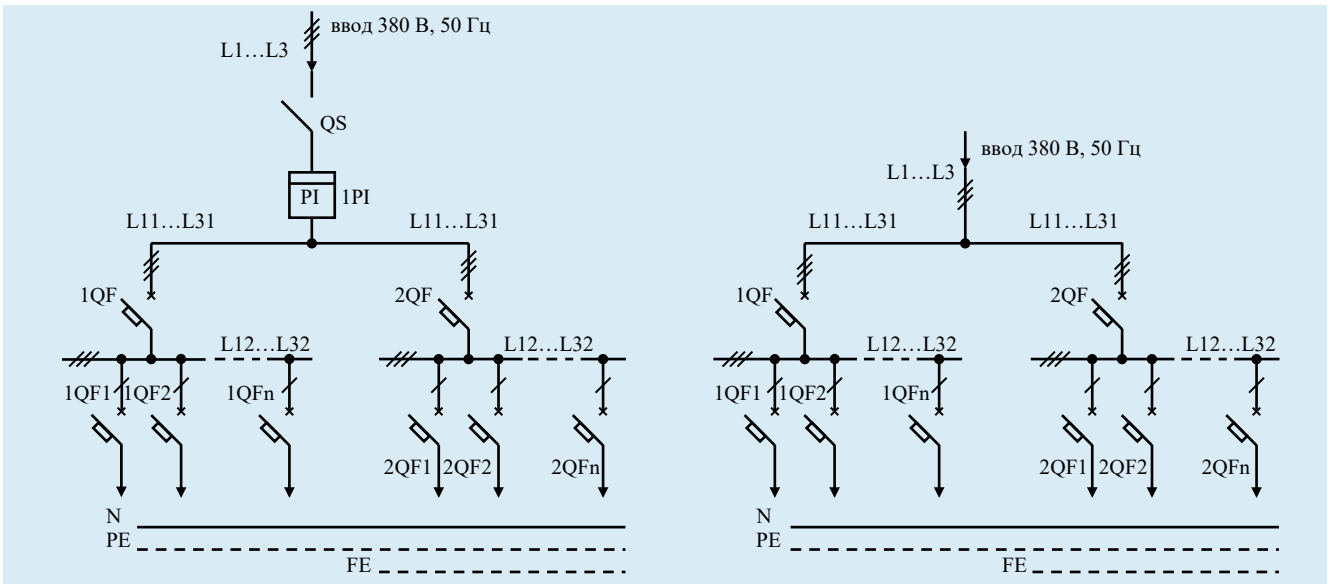 ввод 380 В, 50 Гц
L1...L3
QS
PI
1PI
L11...L31
L11...L31
1QF
2QF
L12...L32
L12...L32
1QF1
1QF2
1QFn
2QF1
2QF2
2QFn
N
PE
FE
ввод 380 В, 50 Гц
L1...L3
L11...L31
L11...L31
1QF
2QF
L12...L32
L12...L32
1QF1
1QF2
1QFn
2QF1
2QF2
2QFn
N
PE
FE